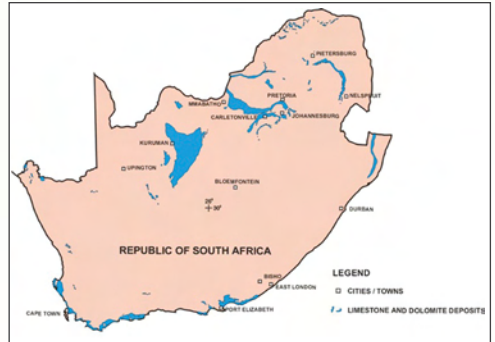 PIETERSBURG
PRETORIA
NELSPRUIT
MMABATHO
CARLETONVILLE
JOHANNESBURG
KURUMAN
UPINGTON
BLOEMFONTEIN
29°
26°
DURBAN
REPUBLIC OF SOUTH AFRICA
LEGEND
BISHO
CITIES / TOWNS
EAST LONDON
CAPE TOWN
PORT ELIZABETH
LIMESTONE AND DOLOMITE DEPOSITS